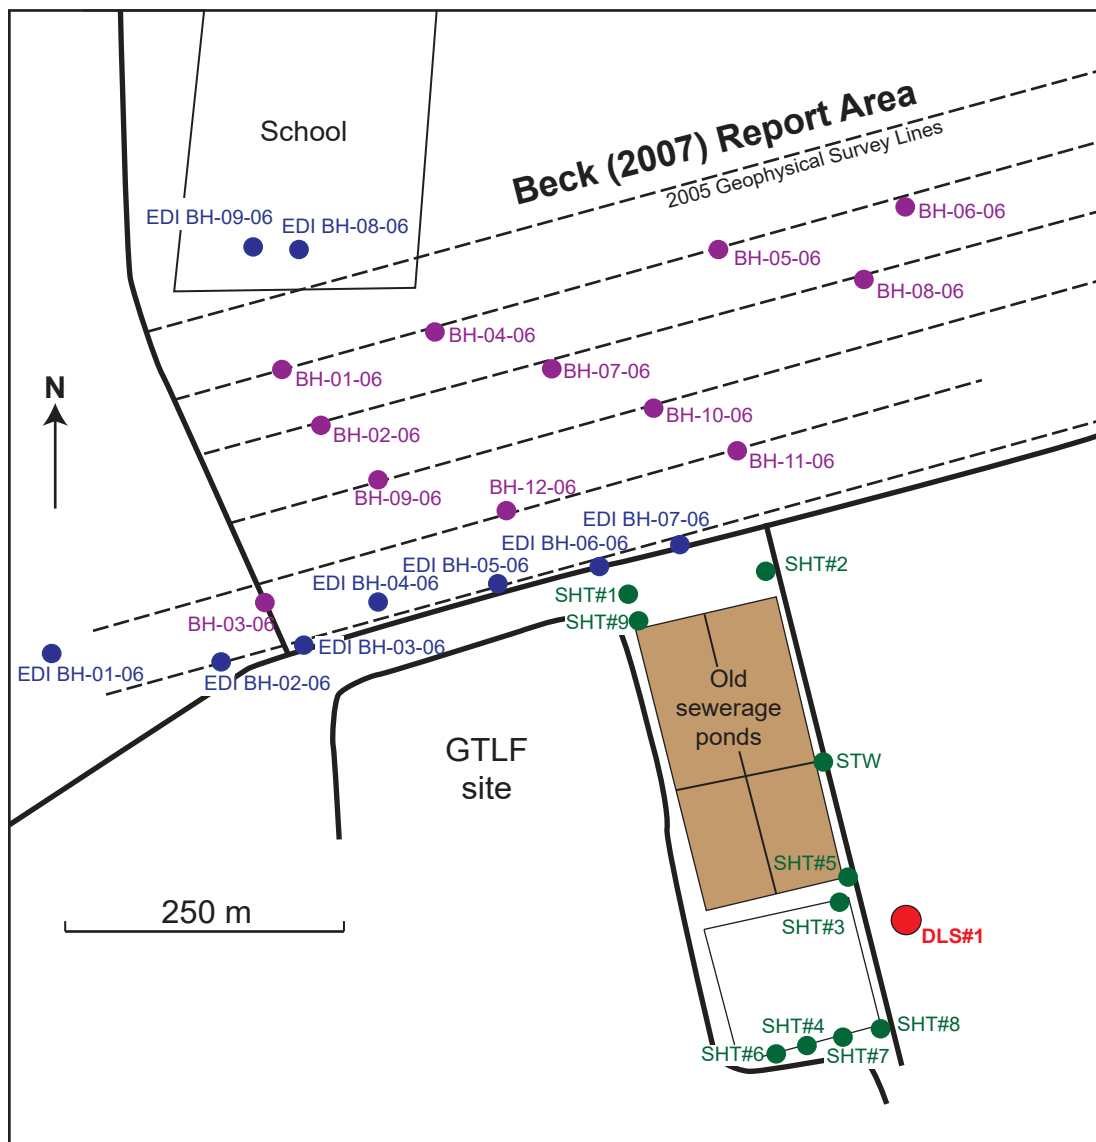 School
Beck (2007) Report Area
2005 Geophysical Survey Lines
EDI BH-09-06
EDI BH-08-06
BH-06-06
BH-05-06
BH-08-06
BH-04-06
BH-01-06
BH-07-06
N
BH-10-06
BH-02-06
BH-11-06
BH-09-06
BH-12-06
EDI BH-07-06
EDI BH-06-06
SHT#2
EDI BH-05-06
EDI BH-04-06
SHT#1
BH-03-06
SHT#9
EDI BH-03-06
EDI BH-01-06
EDI BH-02-06
Old
sewerage
ponds
GTLF
site
STW
SHT#5
250 m
SHT#3
DLS#1
SHT#4
SHT#8
SHT#6
SHT#7